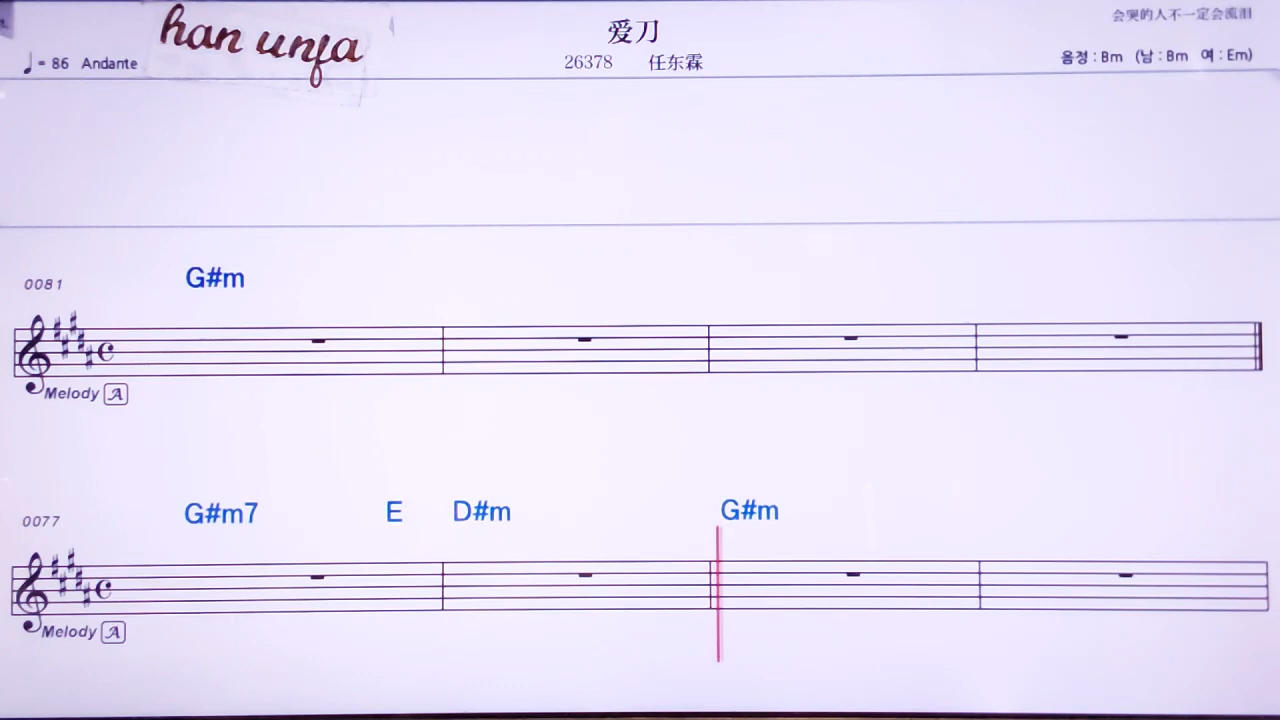 han unfa
爱刀
会哭的人不一定会流泪
♩= 86 Andante
26378 任东霖
음정 : Bm (남 : Bm 여 : Em)
0081 G#m
Melody A
0077 G#m7 E D#m G#m
Melody A